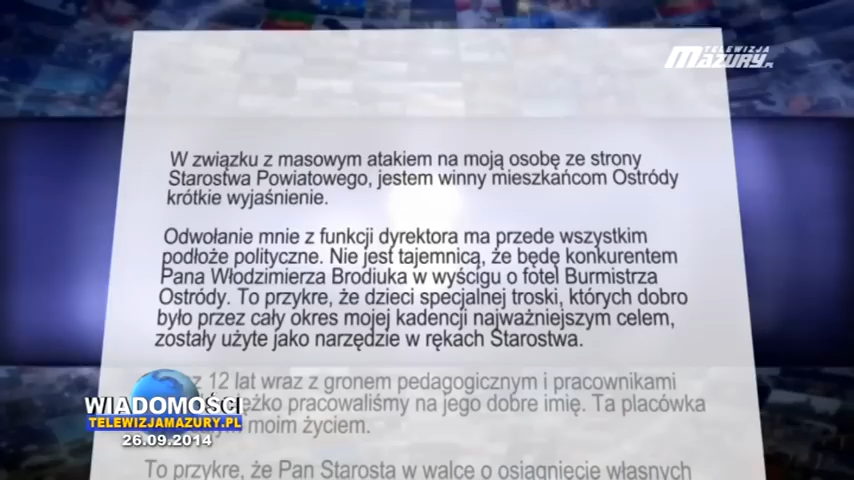 TELEWIZJA
MAZURY.PL
W związku z masowym atakiem na moją osobę ze strony
Starostwa Powiatowego, jestem winny mieszkańcom Ostródy
krótkie wyjaśnienie.
Odwołanie mnie z funkcji dyrektora ma przede wszystkim
podłoże polityczne. Nie jest tajemnicą, że będę konkurentem
Pana Włodzimierza Brodiuka w wyścigu o fotel Burmistrza
Ostródy. To przykre, że dzieci specjalnej troski, których dobro
było przez cały okres mojej kadencji najważniejszym celem,
zostały użyte jako narzędzie w rękach Starostwa.
12 lat wraz z gronem pedagogicznym i pracownikami
pracowaliśmy na jego dobre imię. Ta placówka
moim życiem.
To przykre, że Pan Starosta w walce o osiągnięcie własnych
WIADOMOŚCI
TELEWIZJAMAZURY.PL
26.09.2014